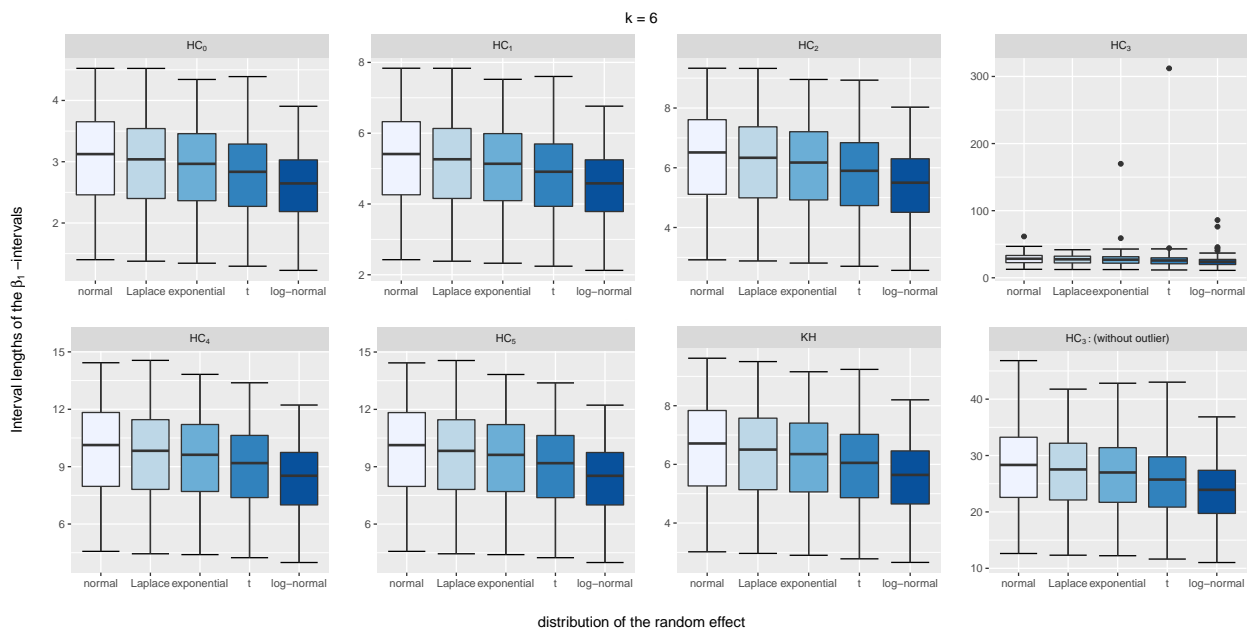 k = 6
HC₀
HC₁
HC₂
HC₃
4
3
2
8
6
4
2
8
6
4
300
200
100
0
normal Laplace exponential t log−normal
normal Laplace exponential t log−normal
normal Laplace exponential t log−normal
normal Laplace exponential t log−normal
Interval lengths of the β₁ −intervals
HC₄
HC₅
KH
HC₃: (without outlier)
15
12
9
6
15
12
9
6
8
6
4
40
30
20
10
normal Laplace exponential t log−normal
normal Laplace exponential t log−normal
normal Laplace exponential t log−normal
normal Laplace exponential t log−normal
distribution of the random effect